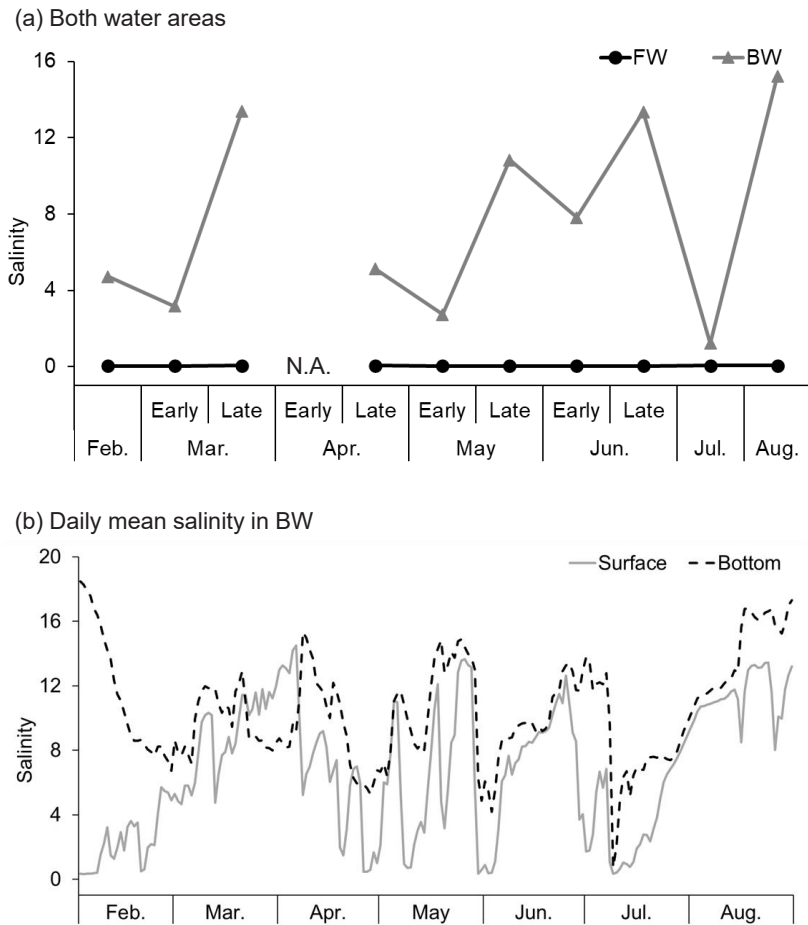 (a) Both water areas
FW BW
16
12
8
4
0
Salinity
N.A.
Early Late Early Late Early Late Early Late
Feb. Mar. Apr. May Jun. Jul. Aug.
(b) Daily mean salinity in BW
Surface Bottom
20
16
12
8
4
0
Salinity
Feb. Mar. Apr. May Jun. Jul. Aug.